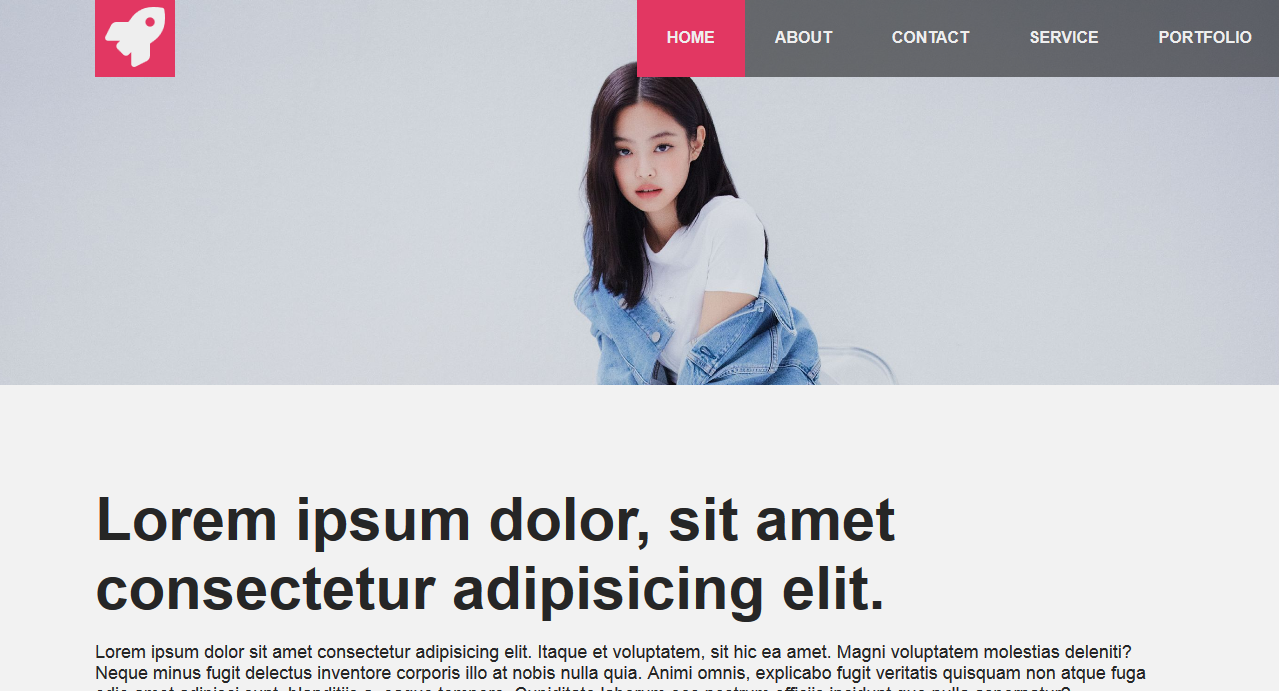 HOME ABOUT CONTACT SERVICE PORTFOLIO
Lorem ipsum dolor, sit amet
consectetur adipisicing elit.
Lorem ipsum dolor sit amet consectetur adipisicing elit. Itaque et voluptatem, sit hic ea amet. Magni voluptatem molestias deleniti?
Neque minus fugit delectus inventore corporis illo at nobis nulla quia. Animi omnis, explicabo fugit veritatis quisquam non atque fuga